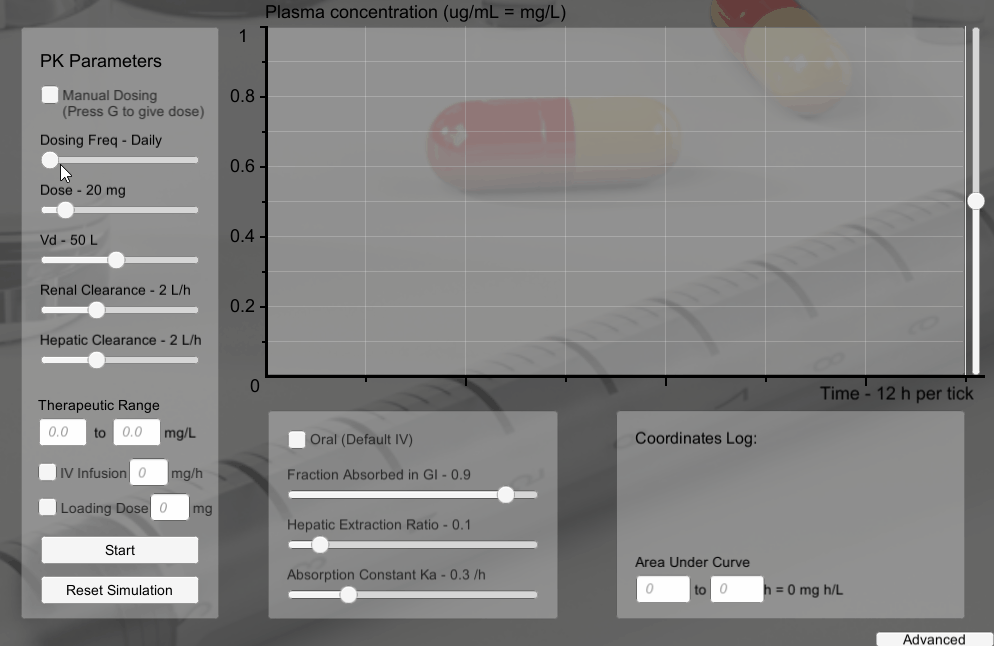 Plasma concentration (ug/mL = mg/L)
PK Parameters
Manual Dosing
(Press G to give dose)
Dosing Freq - Daily
Dose - 20 mg
Vd - 50 L
Renal Clearance - 2 L/h
Hepatic Clearance - 2 L/h
Therapeutic Range
0.0 to 0.0 mg/L
IV Infusion 0 mg/h
Loading Dose 0 mg
Start
Reset Simulation
1
0.8
0.6
0.4
0.2
0
Time - 12 h per tick
Oral (Default IV)
Fraction Absorbed in GI - 0.9
Hepatic Extraction Ratio - 0.1
Absorption Constant Ka - 0.3 /h
Coordinates Log:
Area Under Curve
0 to 0 h = 0 mg h/L
Advanced